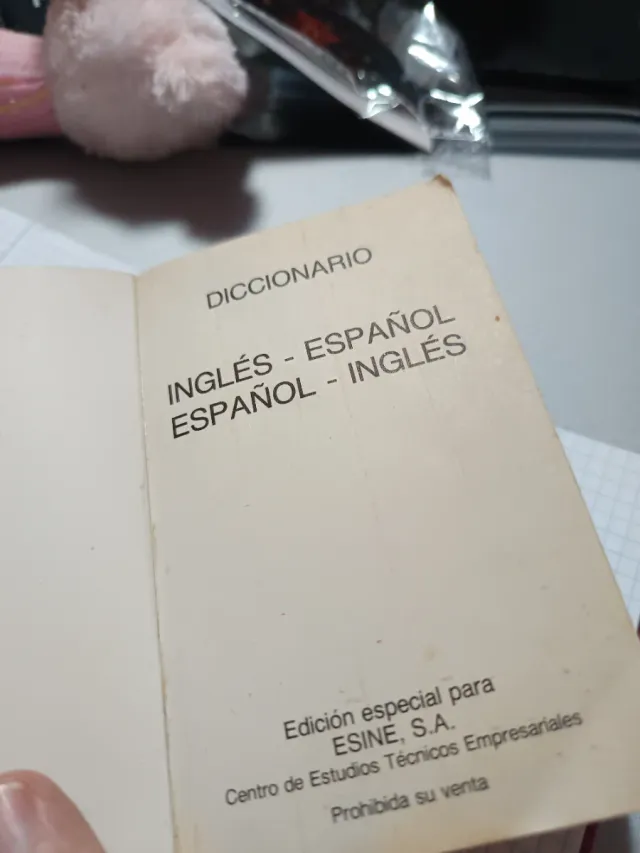 DICCIONARIO
INGLÉS - ESPAÑOL
ESPAÑOL - INGLÉS
Edición especial para
ESINE, S.A.
Centro de Estudios Técnicos Empresariales
Prohibida su venta